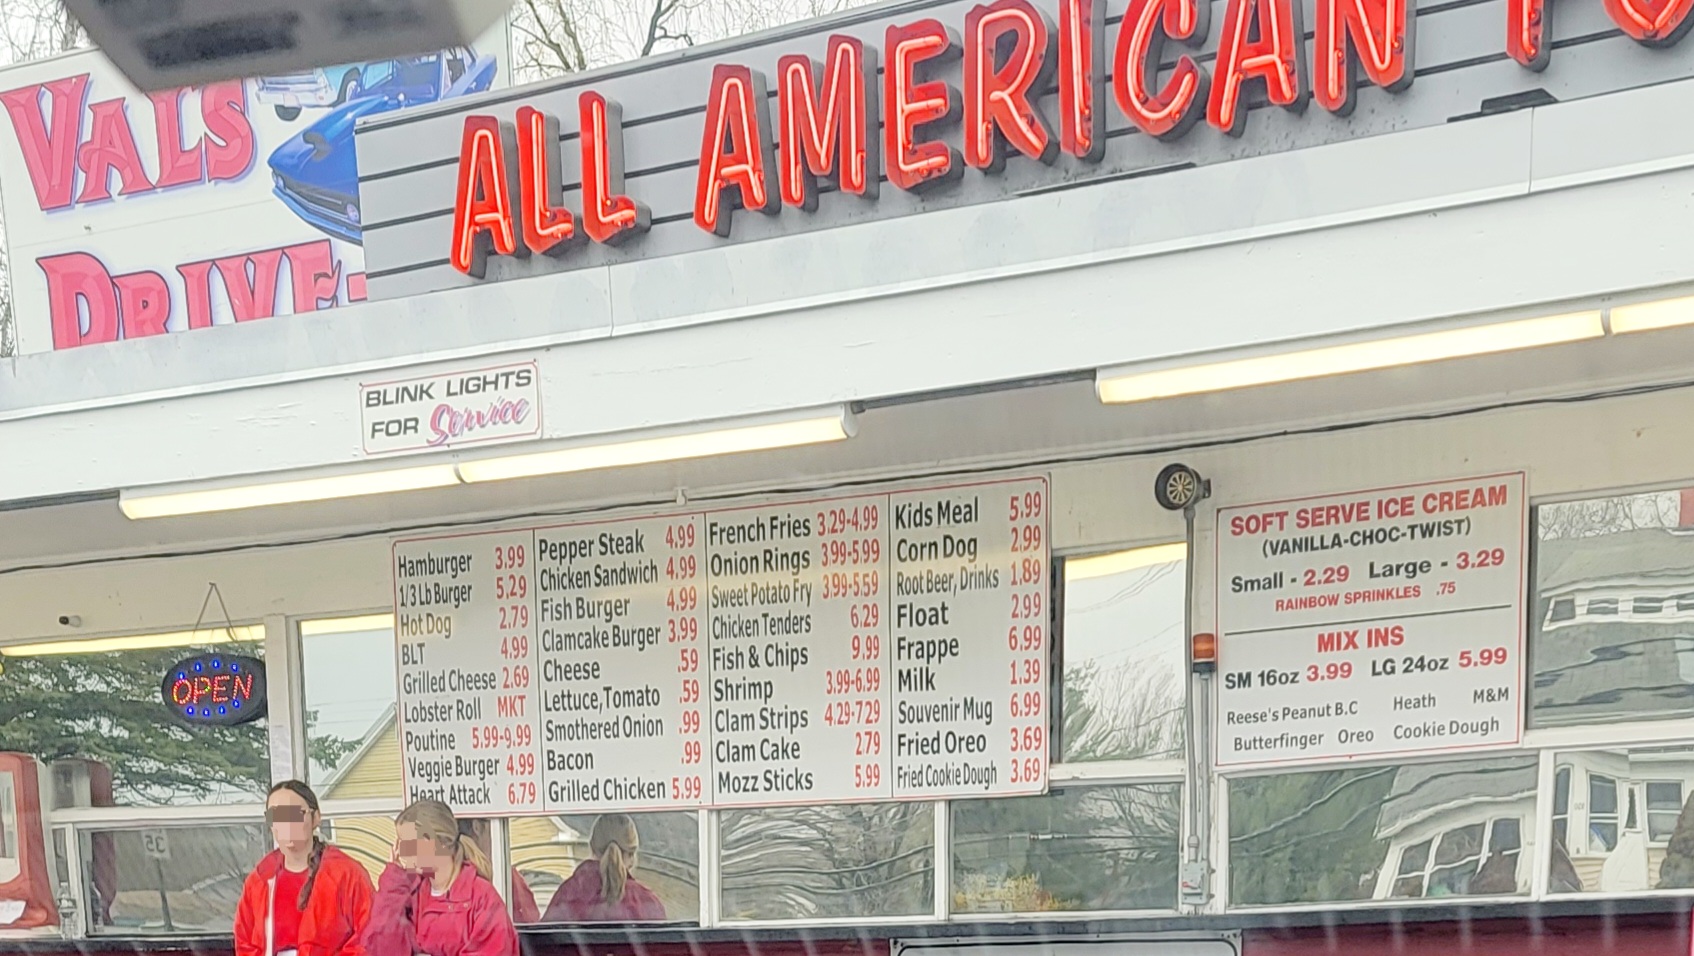 VAL'S
DRIVE-
ALL AMERICAN
BLINK LIGHTS
FOR Service
OPEN
Hamburger 3.99
1/3 Lb Burger 5.29
Hot Dog 2.79
BLT 4.99
Grilled Cheese 2.69
Lobster Roll MKT
Poutine 5.99-9.99
Veggie Burger 4.99
Heart Attack 6.79
Pepper Steak 4.99
Chicken Sandwich 4.99
Fish Burger 4.99
Clamcake Burger 3.99
Cheese .59
Lettuce,Tomato .59
Smothered Onion .99
Bacon .99
Grilled Chicken 5.99
French Fries 3.29-4.99
Onion Rings 3.99-5.99
Sweet Potato Fry 3.99-5.59
Chicken Tenders 6.29
Fish & Chips 9.99
Shrimp 3.99-6.99
Clam Strips 4.29-7.29
Clam Cake 2.79
Mozz Sticks 5.99
Kids Meal 5.99
Corn Dog 2.99
Root Beer, Drinks 1.89
Float 2.99
Frappe 6.99
Milk 1.39
Souvenir Mug 6.99
Fried Oreo 3.69
Fried Cookie Dough 3.69
SOFT SERVE ICE CREAM
(VANILLA-CHOC-TWIST)
Small - 2.29 Large - 3.29
RAINBOW SPRINKLES .75
MIX INS
SM 16oz 3.99 LG 24oz 5.99
Reese's Peanut B.C Heath M&M
Butterfinger Oreo Cookie Dough